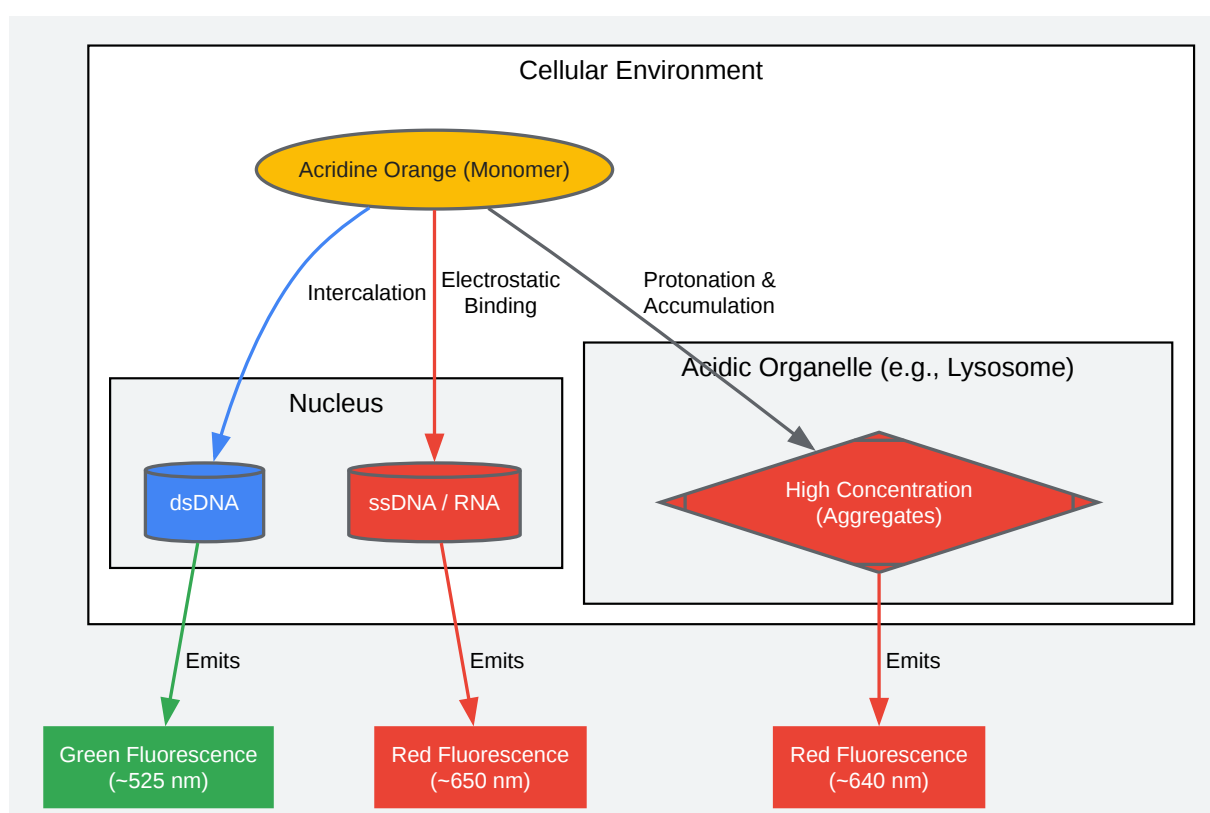 Cellular Environment
Acridine Orange (Monomer)
Intercalation
Electrostatic
Binding
Protonation &
Accumulation
Nucleus
Acidic Organelle (e.g., Lysosome)
dsDNA
ssDNA / RNA
High Concentration
(Aggregates)
Emits
Emits
Emits
Green Fluorescence
(~525 nm)
Red Fluorescence
(~650 nm)
Red Fluorescence
(~640 nm)